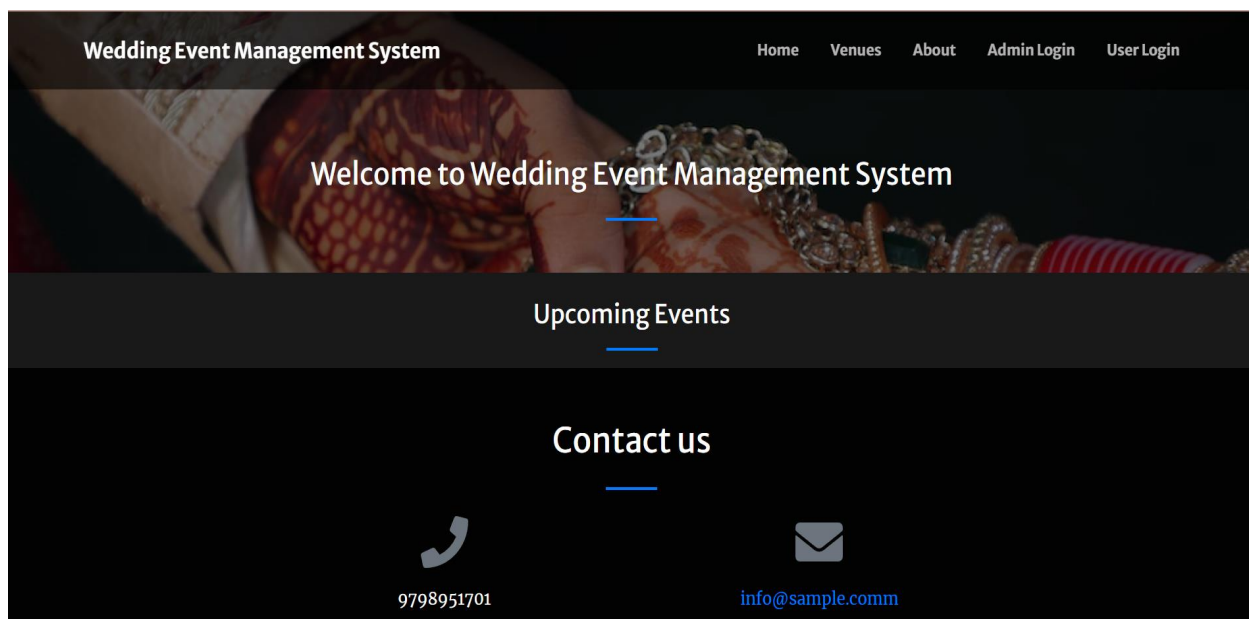 Wedding Event Management System
Home Venues About Admin Login User Login
Welcome to Wedding Event Management System
Upcoming Events
Contact us
9798951701 info@sample.comm